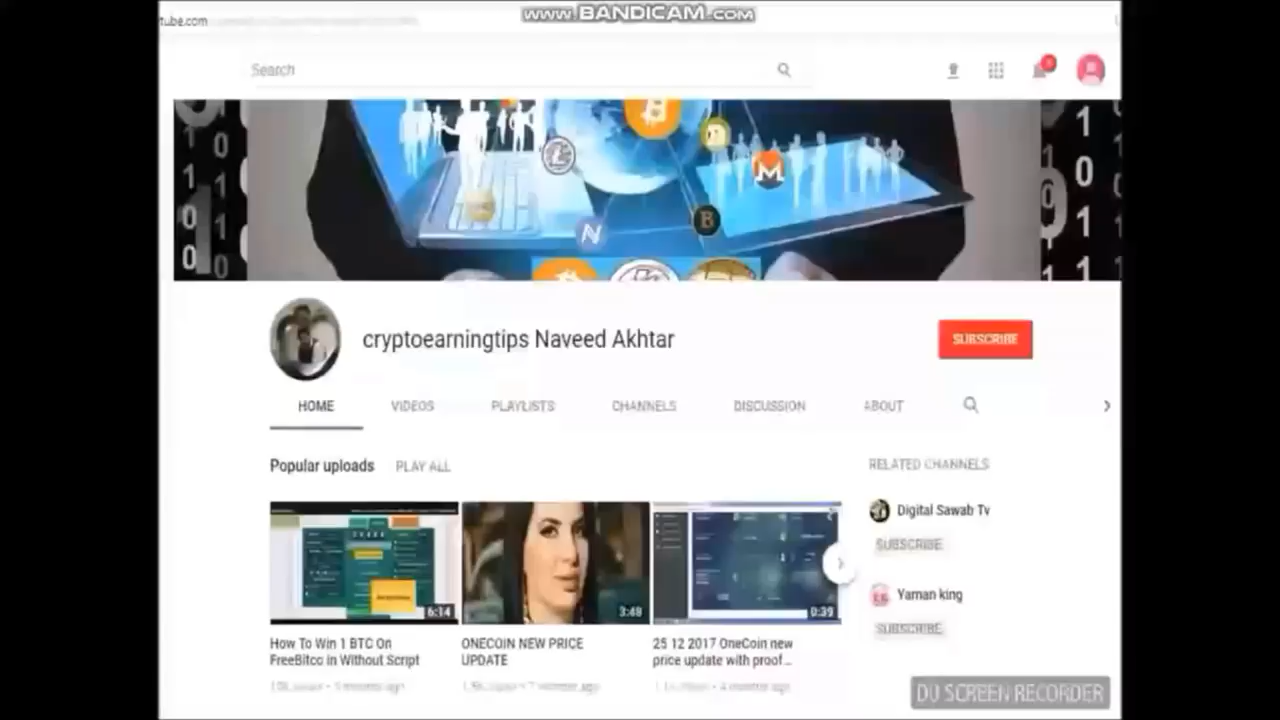 www.BANDICAM.com
tube.com
Search
cryptoearningtips Naveed Akhtar
SUBSCRIBE
HOME
VIDEOS
PLAYLISTS
CHANNELS
DISCUSSION
ABOUT
Popular uploads
PLAY ALL
RELATED CHANNELS
6:14
3:48
0:39
How To Win 1 BTC On
FreeBitco in Without Script
ONECOIN NEW PRICE
UPDATE
25 12 2017 OneCoin new
price update with proof...
Digital Sawab Tv
SUBSCRIBE
Yaman king
SUBSCRIBE
DU SCREEN RECORDER